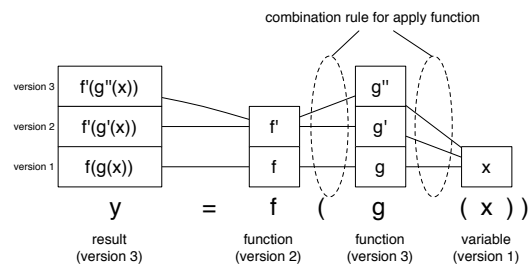 combination rule for apply function
version 3 f'(g''(x)) g''
version 2 f'(g'(x)) f' g'
version 1 f(g(x)) f g x
y = f ( g ( x ) )
result function function variable
(version 3) (version 2) (version 3) (version 1)